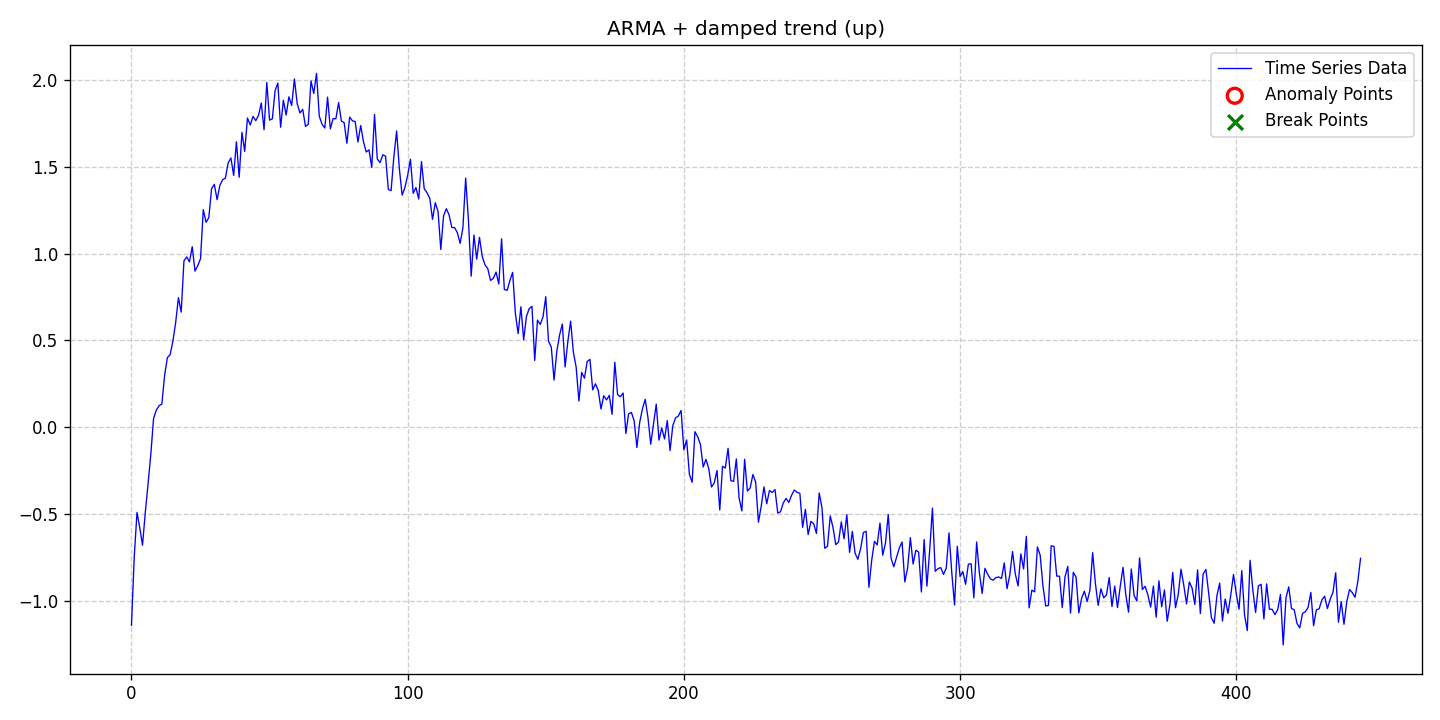 ARMA + damped trend (up)
Time Series Data
Anomaly Points
Break Points
2.0
1.5
1.0
0.5
0.0
−0.5
−1.0
0 100 200 300 400